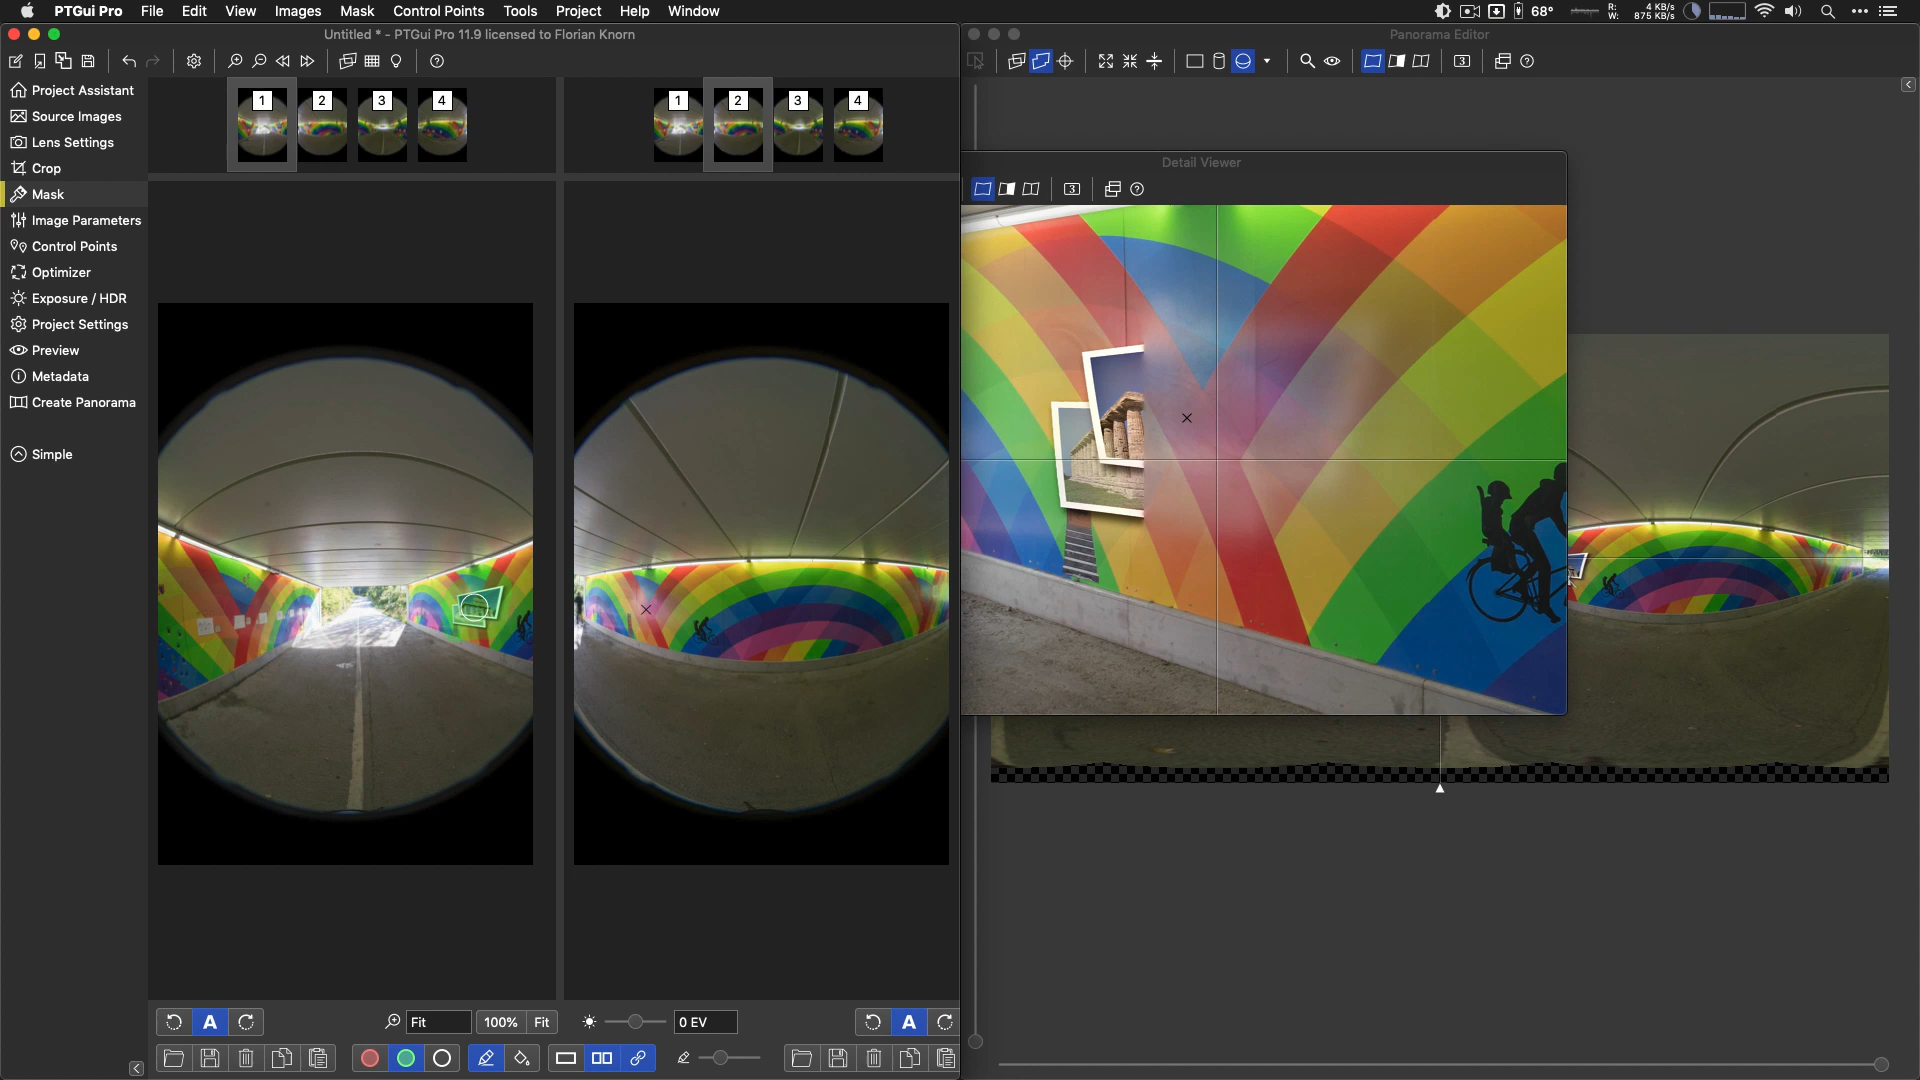 PTGui Pro File Edit View Images Mask Control Points Tools Project Help Window
68° R: 4 KB/s
W: 875 KB/s
Untitled * - PTGui Pro 11.9 licensed to Florian Knorn
Panorama Editor
3
Project Assistant
Source Images
Lens Settings
Crop
Mask
Image Parameters
Control Points
Optimizer
Exposure / HDR
Project Settings
Preview
Metadata
Create Panorama
Simple
1 2 3 4
1 2 3 4
Detail Viewer
3
A
Fit 100% Fit
0 EV
A